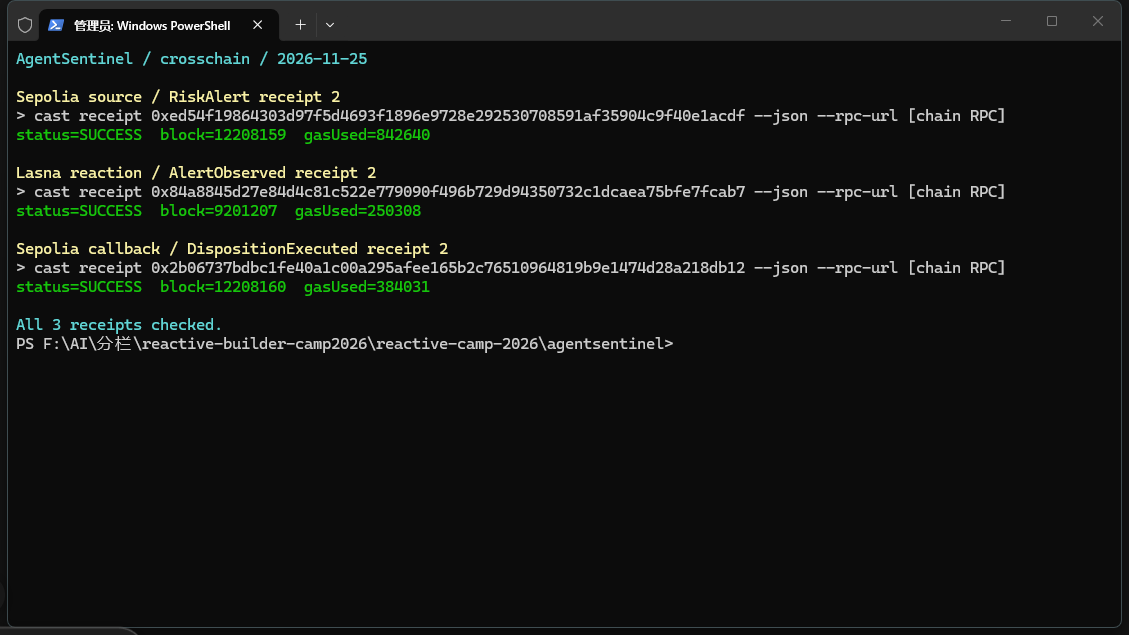 管理员: Windows PowerShell
AgentSentinel / crosschain / 2026-11-25
Sepolia source / RiskAlert receipt 2
> cast receipt 0xed54f19864303d97f5d4693f1896e9728e292530708591af35904c9f40e1acdf --json --rpc-url [chain RPC]
status=SUCCESS  block=12208159  gasUsed=842640
Lasna reaction / AlertObserved receipt 2
> cast receipt 0x84a8845d27e84d4c81c522e779090f496b729d94350732c1dcaea75bfe7fcab7 --json --rpc-url [chain RPC]
status=SUCCESS  block=9201207  gasUsed=250308
Sepolia callback / DispositionExecuted receipt 2
> cast receipt 0x2b06737bdbc1fe40a1c00a295afee165b2c76510964819b9e1474d28a218db12 --json --rpc-url [chain RPC]
status=SUCCESS  block=12208160  gasUsed=384031
All 3 receipts checked.
PS F:\AI\分栏\reactive-builder-camp2026\reactive-camp-2026\agentsentinel>